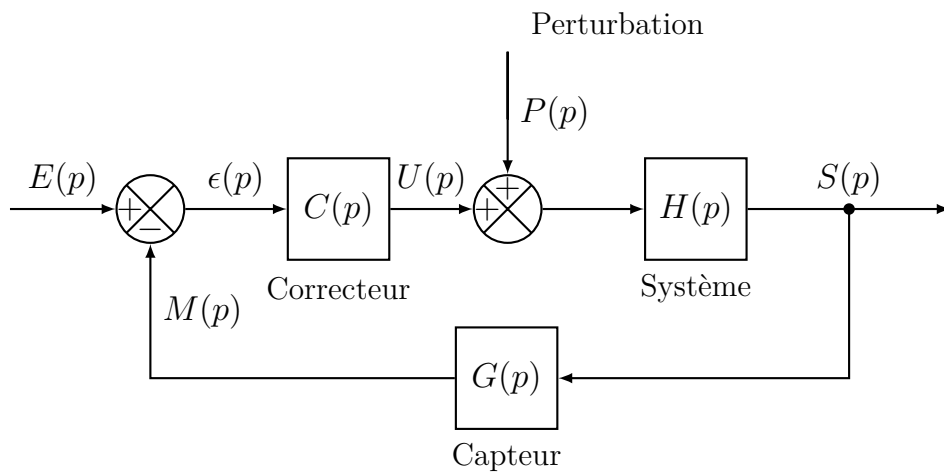 Perturbation
P(p)
E(p)
+
−
ϵ(p)
C(p)
Correcteur
U(p)
+
+
H(p)
Système
S(p)
M(p)
G(p)
Capteur